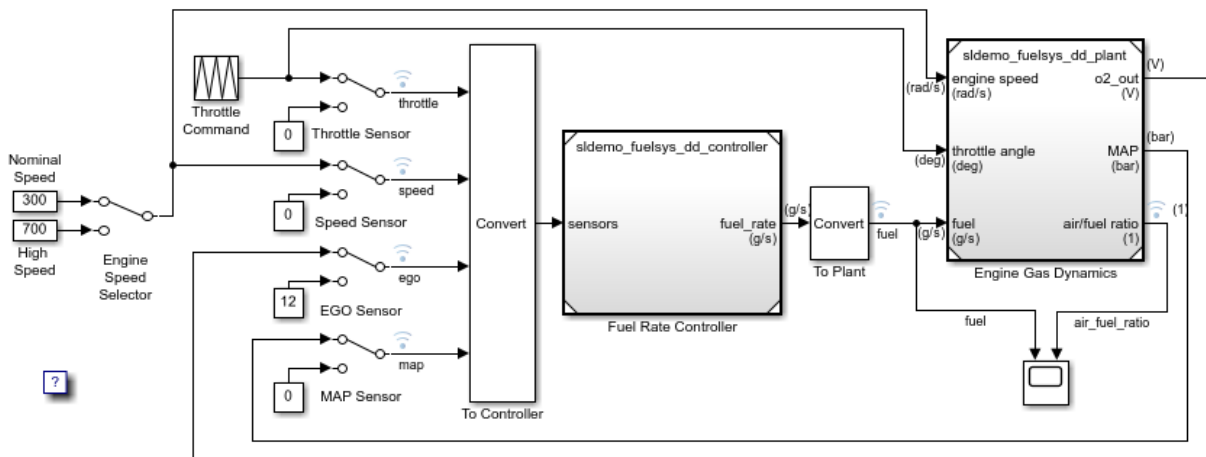 sldemo_fuelsys_dd_plant
(V)
engine speed
(rad/s)
(rad/s)
o2_out
(V)
throttle
Throttle
Command
0
Throttle Sensor
sldemo_fuelsys_dd_controller
(bar)
throttle angle
(deg)
(deg)
MAP
(bar)
Nominal
Speed
300
700
High
Speed
Engine
Speed
Selector
speed
0
Speed Sensor
Convert
sensors
fuel_rate
(g/s)
(g/s)
Convert
To Plant
fuel
(g/s)
fuel
(g/s)
air/fuel ratio
(1)
(1)
Engine Gas Dynamics
ego
12
EGO Sensor
Fuel Rate Controller
fuel
air_fuel_ratio
map
0
MAP Sensor
To Controller
?